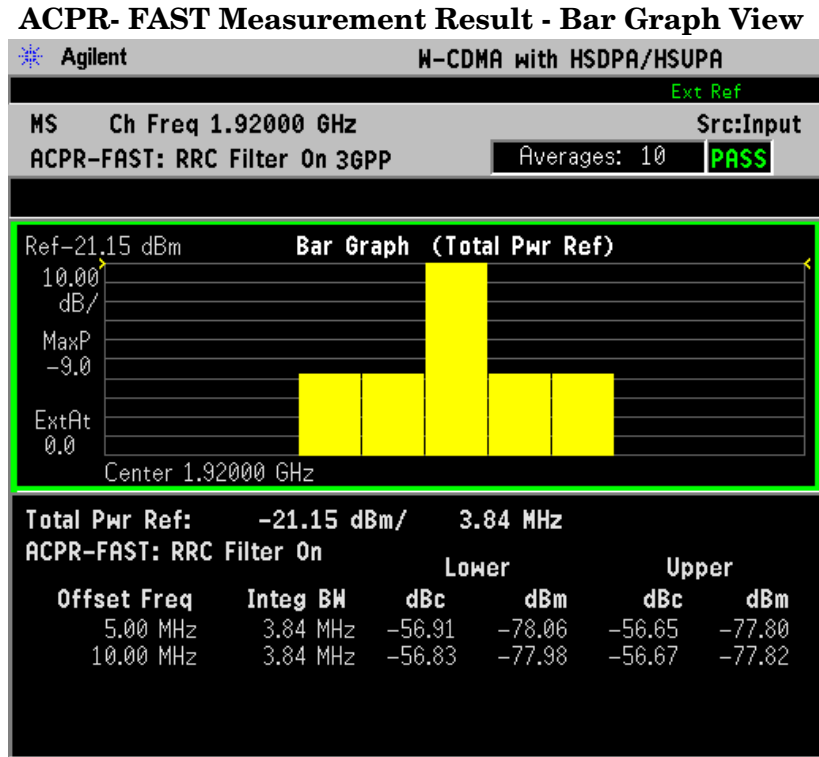 ACPR- FAST Measurement Result - Bar Graph View
Agilent W-CDMA with HSDPA/HSUPA
Ext Ref
MS Ch Freq 1.92000 GHz Src:Input
ACPR-FAST: RRC Filter On 3GPP Averages: 10 PASS
Ref-21.15 dBm Bar Graph (Total Pwr Ref)
10.00
dB/
MaxP
-9.0
ExtAt
0.0
Center 1.92000 GHz
Total Pwr Ref: -21.15 dBm/ 3.84 MHz
ACPR-FAST: RRC Filter On
Lower Upper
Offset Freq Integ BW dBc dBm dBc dBm
5.00 MHz 3.84 MHz -56.91 -78.06 -56.65 -77.80
10.00 MHz 3.84 MHz -56.83 -77.98 -56.67 -77.82